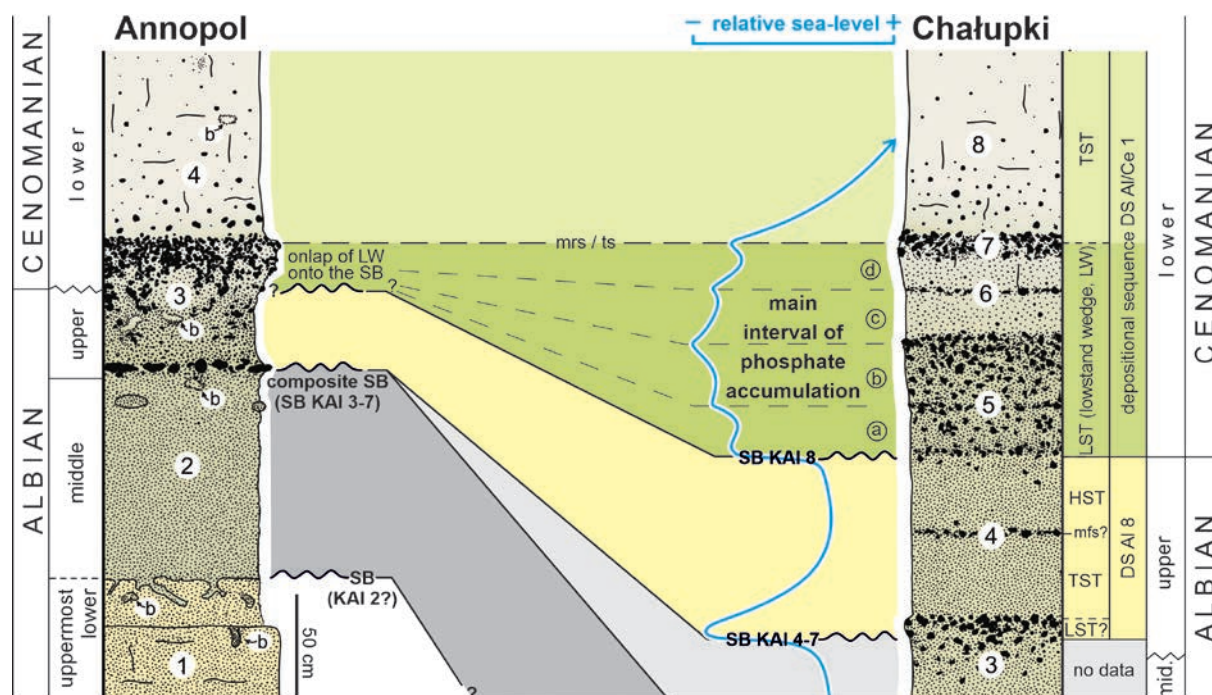 Annopol
− relative sea-level +
Chałupki
CENOMANIAN
ALBIAN
lower
upper
middle
uppermost
lower
b
4
3
b
b
2
b
b
1
50 cm
mrs / ts
onlap of LW
onto the SB
?
?
composite SB
(SB KAl 3-7)
SB
(KAl 2?)
?
main
interval of
phosphate
accumulation
d
c
b
a
SB KAl 8
SB KAl 4-7
8
7
6
5
4
3
TST
LST (lowstand wedge, LW)
depositional sequence DS Al/Ce 1
HST
mfs?
TST
LST?
DS Al 8
no data
lower
upper
mid.
CENOMANIAN
ALBIAN